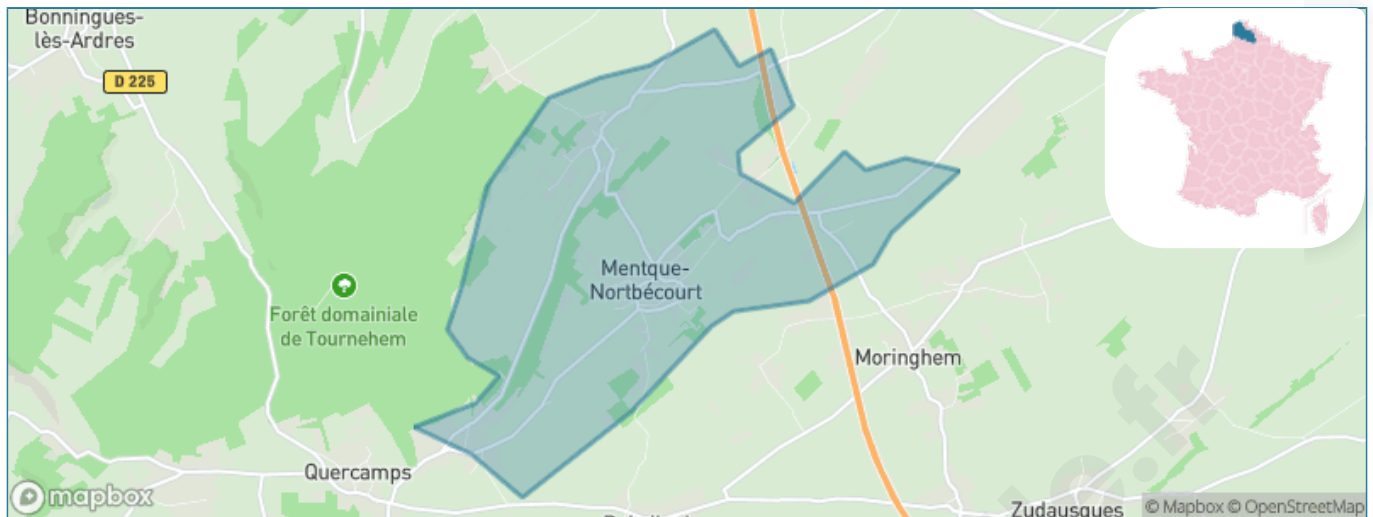 Bonningues-
lès-Ardres
D 225
Mentque-
Nortbécourt
Forêt domainiale
de Tournehem
Moringhem
Quercamps
Zudausques
mapbox
© Mapbox © OpenStreetMap